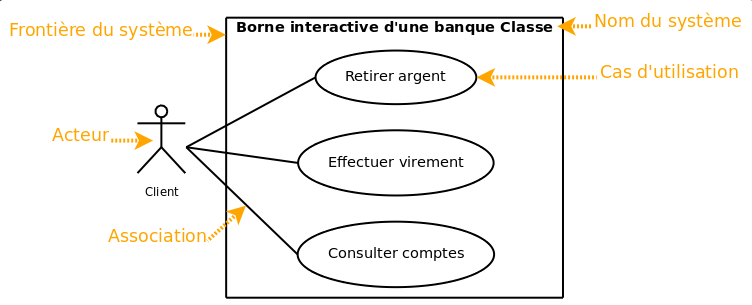 Frontière du système
Borne interactive d'une banque Classe
Nom du système
Retirer argent
Cas d'utilisation
Acteur
Effectuer virement
Client
Association
Consulter comptes